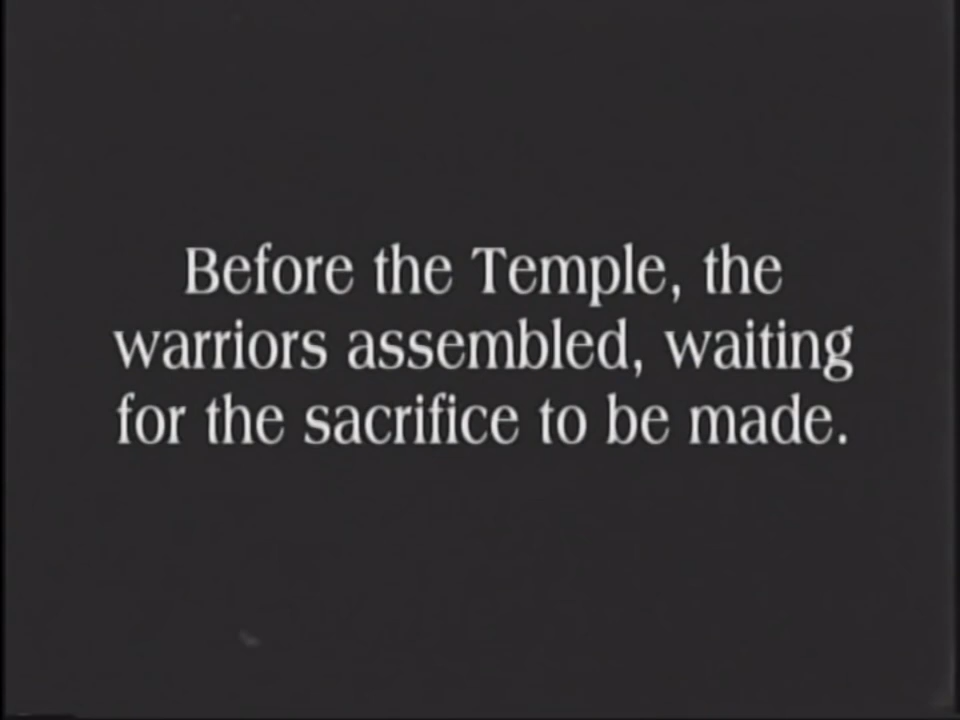 Before the Temple, the
warriors assembled, waiting
for the sacrifice to be made.